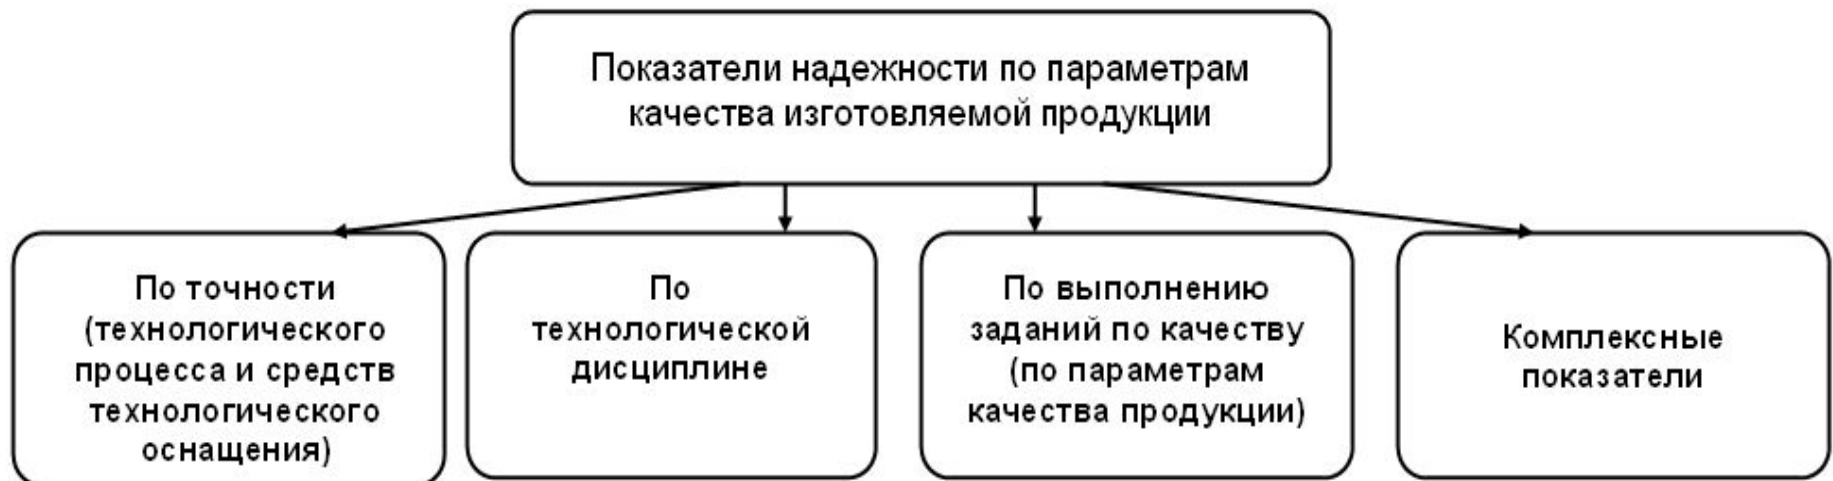 Показатели надежности по параметрам
качества изготовляемой продукции
По точности
(технологического
процесса и средств
технологического
оснащения)
По
технологической
дисциплине
По выполнению
заданий по качеству
(по параметрам
качества продукции)
Комплексные
показатели